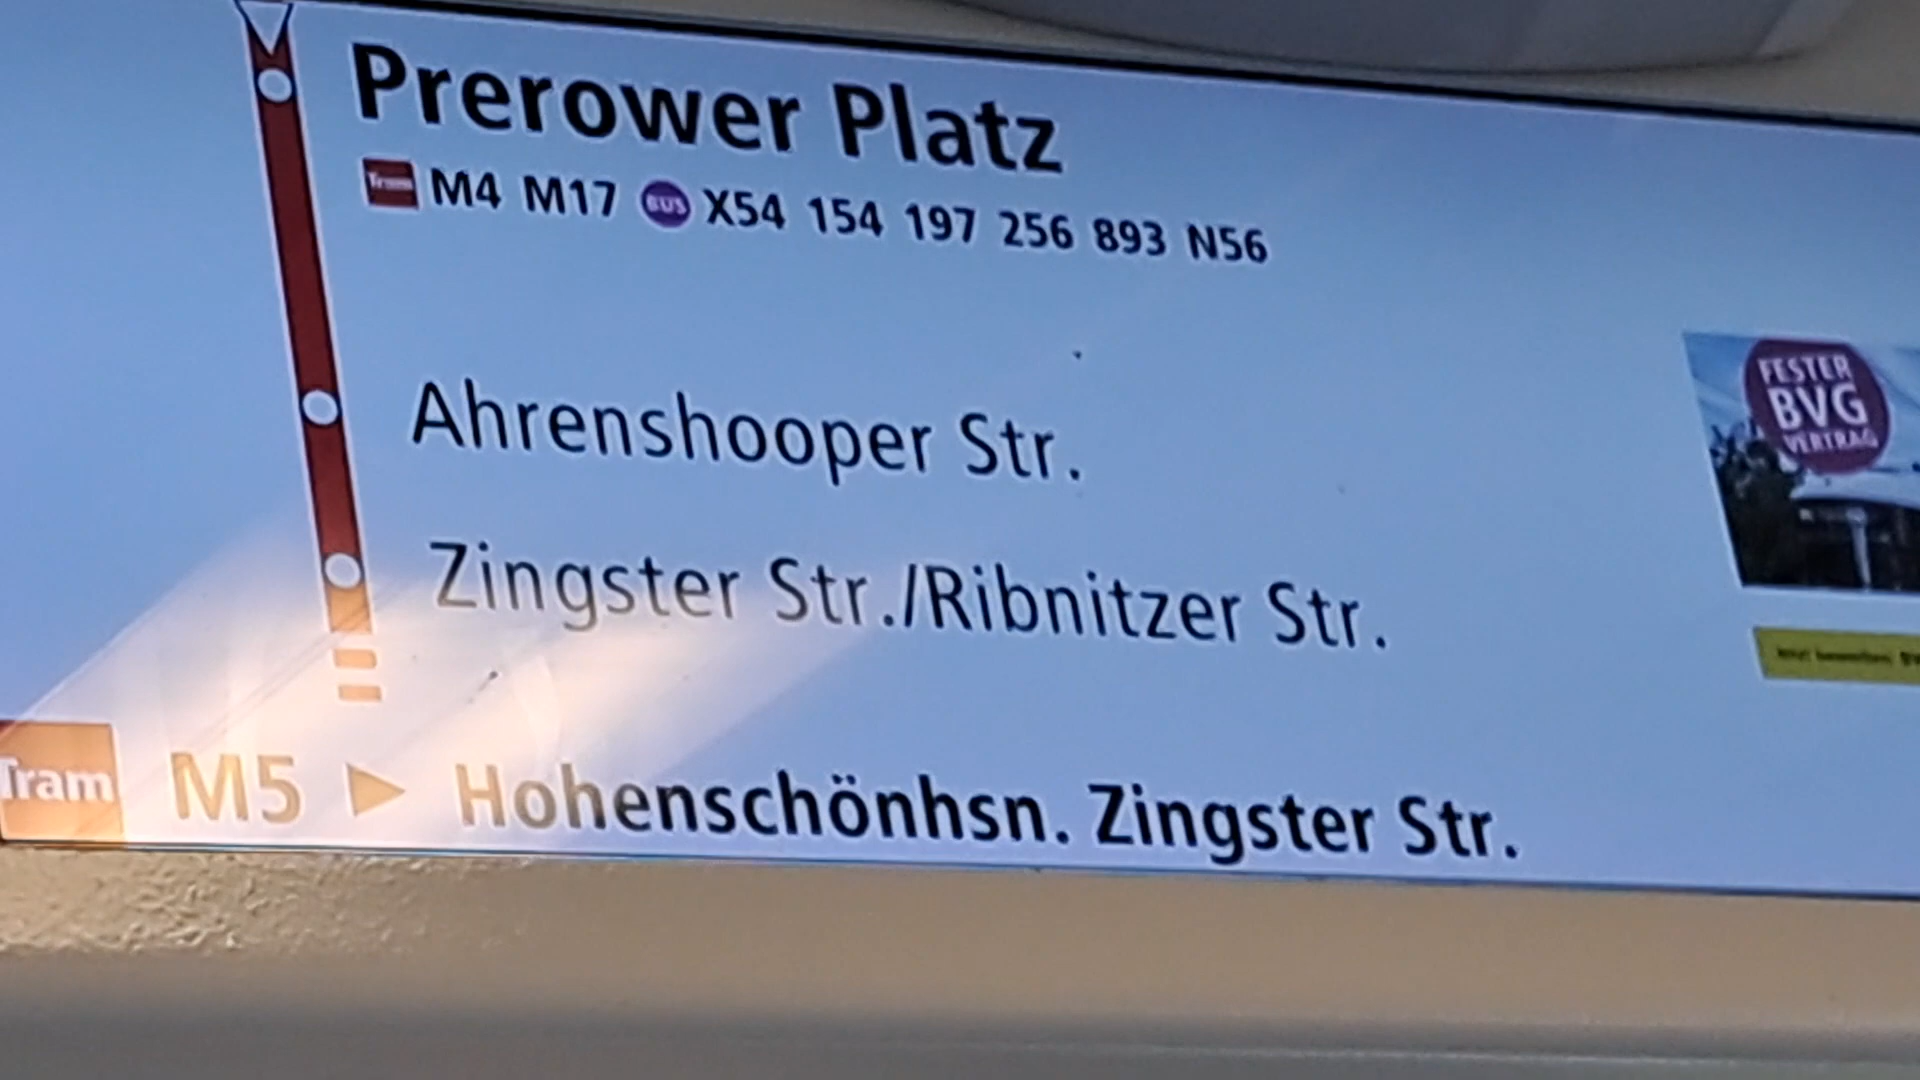 Prerower Platz
Tram M4 M17 BUS X54 154 197 256 893 N56
Ahrenshooper Str.
Zingster Str./Ribnitzer Str.
FESTER
BVG
VERTRAG
Tram M5 ► Hohenschönhsn. Zingster Str.